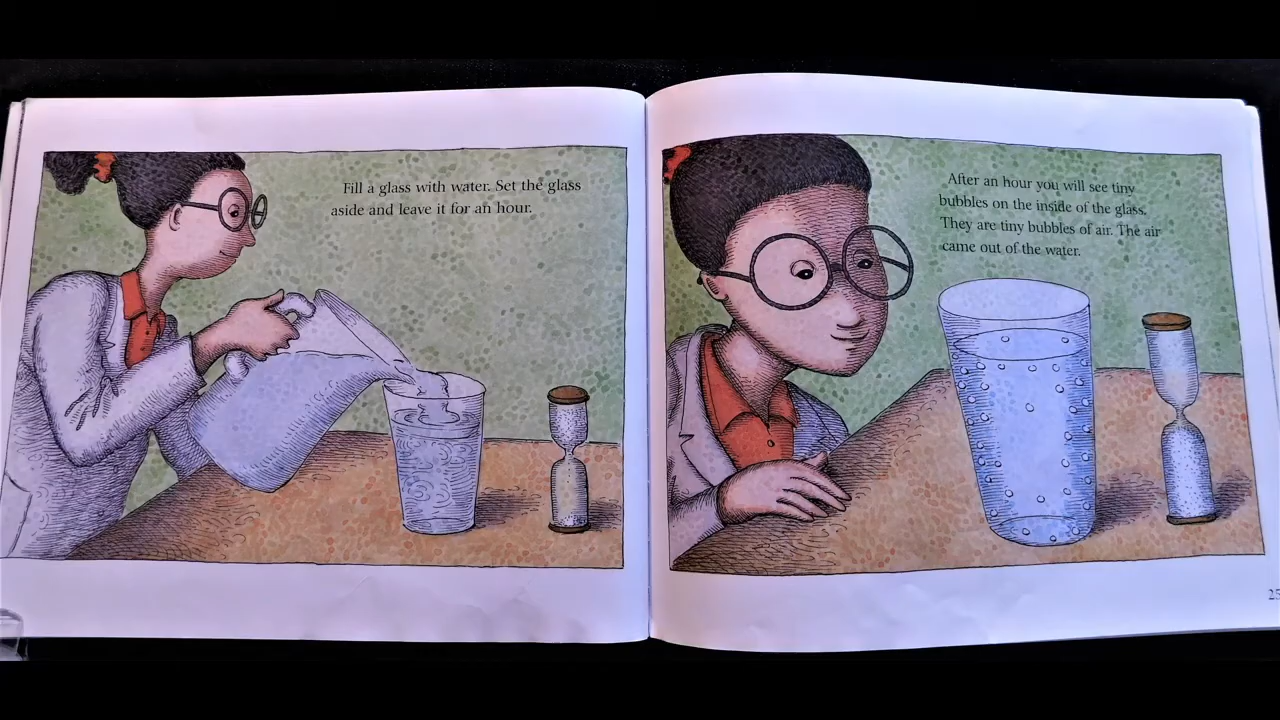 Fill a glass with water. Set the glass
aside and leave it for an hour.
After an hour you will see tiny
bubbles on the inside of the glass.
They are tiny bubbles of air. The air
came out of the water.
25